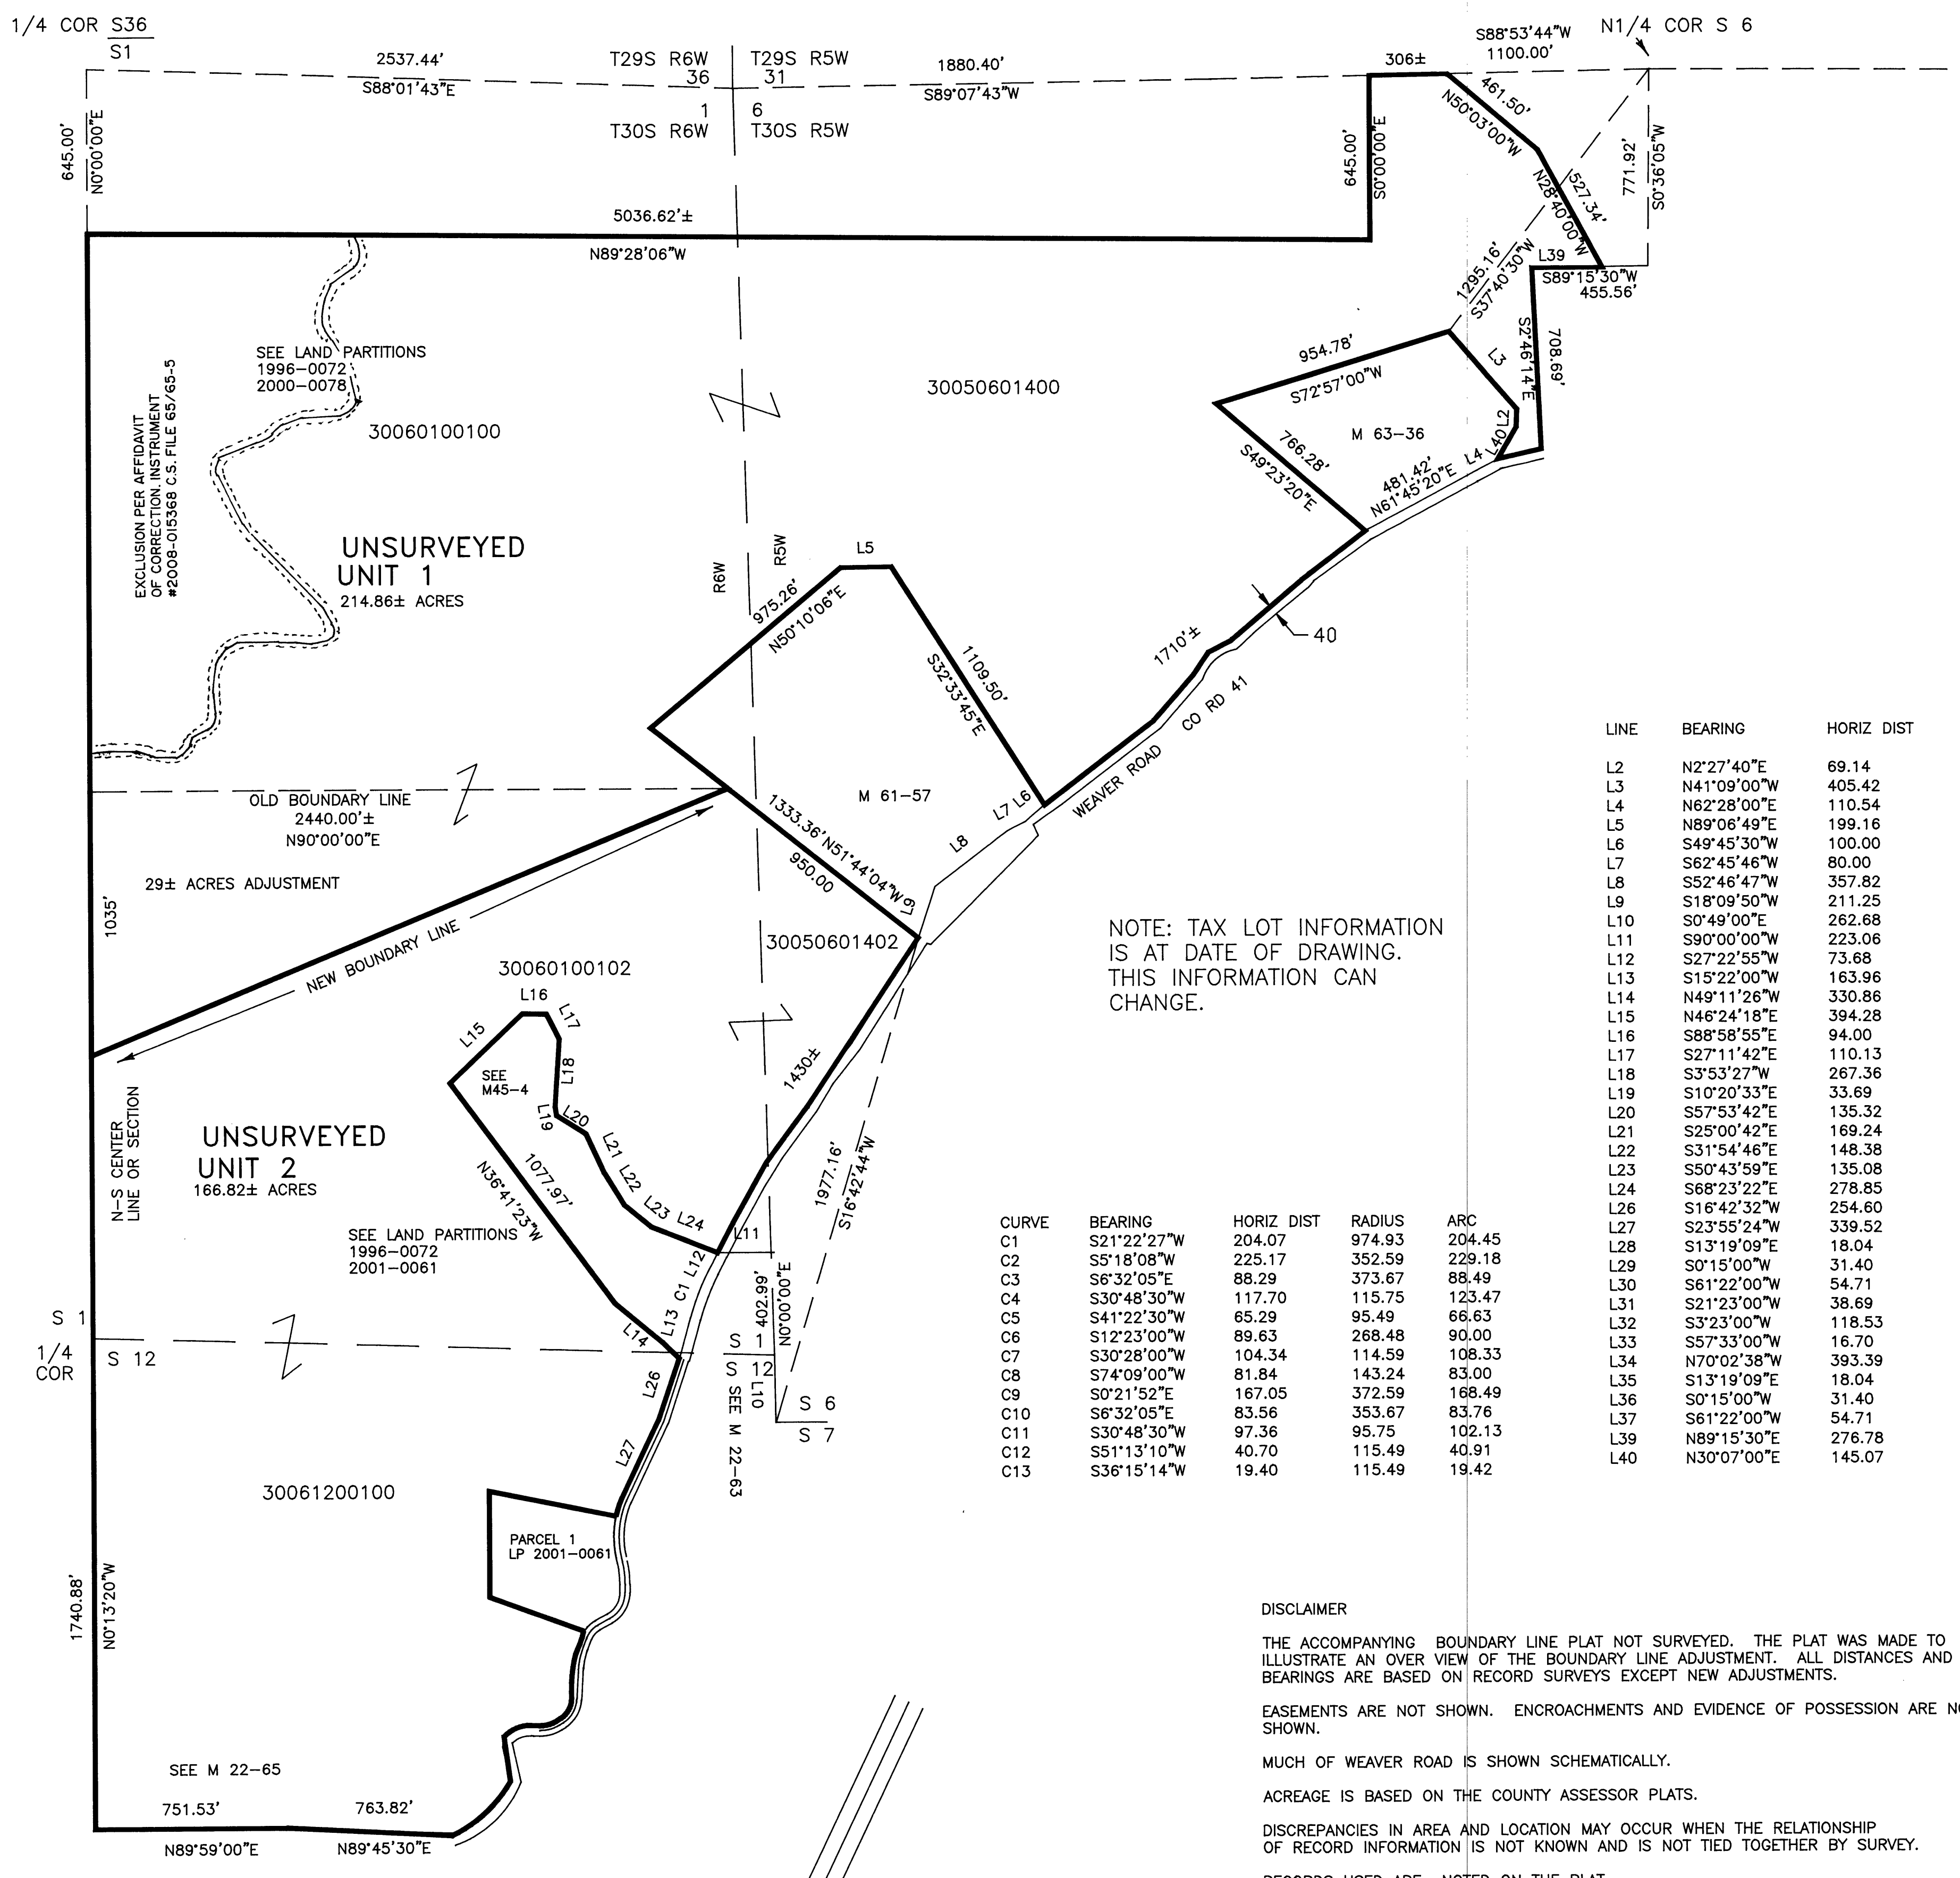 1/4 COR S36
S1
2537.44'
S88°01'43"E
T29S R6W
36
T29S R5W
31
1
T30S R6W
6
T30S R5W
1880.40'
S89°07'43"W
306±
S88°53'44"W
1100.00'
N1/4 COR S 6
461.50'
N50°03'00"W
645.00'
N0°00'00"E
645.00'
S0°00'00"E
527.34'
N28°40'00"W
771.92'
S0°36'05"W
5036.62'±
N89°28'06"W
L39
S89°15'30"W
455.56'
1295.16'
S37°40'30"W
S2°46'14"E
708.69'
SEE LAND PARTITIONS
1996-0072
2000-0078
EXCLUSION PER AFFIDAVIT
OF CORRECTION. INSTRUMENT
#2008-015368 C.S. FILE 65/65-5
30060100100
30050601400
954.78'
S72°57'00"W
L3
L2
L40
L4
M 63-36
766.28'
S49°23'20"E
481.42'
N61°45'20"E
UNSURVEYED
UNIT 1
214.86± ACRES
R6W
R5W
L5
975.26'
N50°10'06"E
1109.50'
S32°33'45"E
40
1710'±
WEAVER ROAD CO RD 41
M 61-57
L7 L6
L8
L9
OLD BOUNDARY LINE
2440.00'±
N90°00'00"E
1333.36' N51°44'04"W
950.00
29± ACRES ADJUSTMENT
1035'
NEW BOUNDARY LINE
30050601402
30060100102
NOTE: TAX LOT INFORMATION
IS AT DATE OF DRAWING.
THIS INFORMATION CAN
CHANGE.
L16
L15
L17
L18
SEE
M45-4
L19
L20
L21
L22
L23
L24
1430±
N-S CENTER
LINE OR SECTION
UNSURVEYED
UNIT 2
166.82± ACRES
1077.97'
N36°41'23"W
1977.16'
S16°42'44"W
L11
L12
C1
L13
402.99'
N0°00'00"E
SEE LAND PARTITIONS
1996-0072
2001-0061
S 1
1/4
COR
S 12
L14
S 1
S 12
L10
SEE M 22-63
S 6
S 7
L26
L27
30061200100
PARCEL 1
LP 2001-0061
1740.88'
N0°13'20"W
SEE M 22-65
751.53'
N89°59'00"E
763.82'
N89°45'30"E
LINE BEARING HORIZ DIST
L2 N2°27'40"E 69.14
L3 N41°09'00"W 405.42
L4 N62°28'00"E 110.54
L5 N89°06'49"E 199.16
L6 S49°45'30"W 100.00
L7 S62°45'46"W 80.00
L8 S52°46'47"W 357.82
L9 S18°09'50"W 211.25
L10 S0°49'00"E 262.68
L11 S90°00'00"W 223.06
L12 S27°22'55"W 73.68
L13 S15°22'00"W 163.96
L14 N49°11'26"W 330.86
L15 N46°24'18"E 394.28
L16 S88°58'55"E 94.00
L17 S27°11'42"E 110.13
L18 S3°53'27"W 267.36
L19 S10°20'33"E 33.69
L20 S57°53'42"E 135.32
L21 S25°00'42"E 169.24
L22 S31°54'46"E 148.38
L23 S50°43'59"E 135.08
L24 S68°23'22"E 278.85
L26 S16°42'32"W 254.60
L27 S23°55'24"W 339.52
L28 S13°19'09"E 18.04
L29 S0°15'00"W 31.40
L30 S61°22'00"W 54.71
L31 S21°23'00"W 38.69
L32 S3°23'00"W 118.53
L33 S57°33'00"W 16.70
L34 N70°02'38"W 393.39
L35 S13°19'09"E 18.04
L36 S0°15'00"W 31.40
L37 S61°22'00"W 54.71
L39 N89°15'30"E 276.78
L40 N30°07'00"E 145.07
CURVE BEARING HORIZ DIST RADIUS ARC
C1 S21°22'27"W 204.07 974.93 204.45
C2 S5°18'08"W 225.17 352.59 229.18
C3 S6°32'05"E 88.29 373.67 88.49
C4 S30°48'30"W 117.70 115.75 123.47
C5 S41°22'30"W 65.29 95.49 66.63
C6 S12°23'00"W 89.63 268.48 90.00
C7 S30°28'00"W 104.34 114.59 108.33
C8 S74°09'00"W 81.84 143.24 83.00
C9 S0°21'52"E 167.05 372.59 168.49
C10 S6°32'05"E 83.56 353.67 83.76
C11 S30°48'30"W 97.36 95.75 102.13
C12 S51°13'10"W 40.70 115.49 40.91
C13 S36°15'14"W 19.40 115.49 19.42
DISCLAIMER
THE ACCOMPANYING BOUNDARY LINE PLAT NOT SURVEYED. THE PLAT WAS MADE TO
ILLUSTRATE AN OVER VIEW OF THE BOUNDARY LINE ADJUSTMENT. ALL DISTANCES AND
BEARINGS ARE BASED ON RECORD SURVEYS EXCEPT NEW ADJUSTMENTS.
EASEMENTS ARE NOT SHOWN. ENCROACHMENTS AND EVIDENCE OF POSSESSION ARE NO
SHOWN.
MUCH OF WEAVER ROAD IS SHOWN SCHEMATICALLY.
ACREAGE IS BASED ON THE COUNTY ASSESSOR PLATS.
DISCREPANCIES IN AREA AND LOCATION MAY OCCUR WHEN THE RELATIONSHIP
OF RECORD INFORMATION IS NOT KNOWN AND IS NOT TIED TOGETHER BY SURVEY.
RECORDS USED ARE NOTED ON THE PLAT